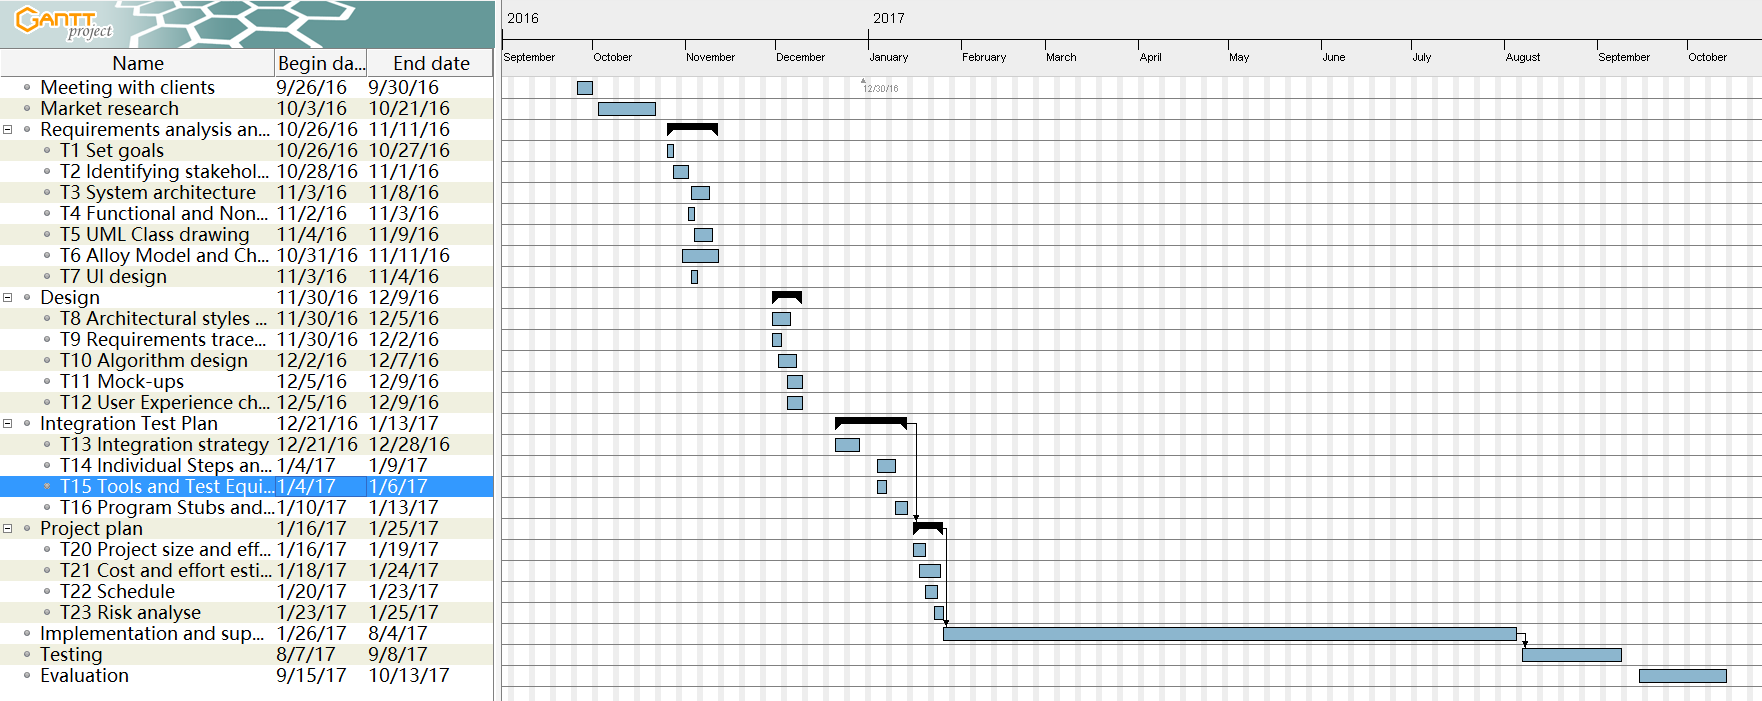 GANTT project
2016 2017
September October November December January February March April May June July August September October
Name Begin da... End date
12/30/16
Meeting with clients 9/26/16 9/30/16
Market research 10/3/16 10/21/16
Requirements analysis an... 10/26/16 11/11/16
T1 Set goals 10/26/16 10/27/16
T2 Identifying stakehol... 10/28/16 11/1/16
T3 System architecture 11/3/16 11/8/16
T4 Functional and Non... 11/2/16 11/3/16
T5 UML Class drawing 11/4/16 11/9/16
T6 Alloy Model and Ch... 10/31/16 11/11/16
T7 UI design 11/3/16 11/4/16
Design 11/30/16 12/9/16
T8 Architectural styles ... 11/30/16 12/5/16
T9 Requirements trace... 11/30/16 12/2/16
T10 Algorithm design 12/2/16 12/7/16
T11 Mock-ups 12/5/16 12/9/16
T12 User Experience ch... 12/5/16 12/9/16
Integration Test Plan 12/21/16 1/13/17
T13 Integration strategy 12/21/16 12/28/16
T14 Individual Steps an... 1/4/17 1/9/17
T15 Tools and Test Equi... 1/4/17 1/6/17
T16 Program Stubs and... 1/10/17 1/13/17
Project plan 1/16/17 1/25/17
T20 Project size and eff... 1/16/17 1/19/17
T21 Cost and effort esti... 1/18/17 1/24/17
T22 Schedule 1/20/17 1/23/17
T23 Risk analyse 1/23/17 1/25/17
Implementation and sup... 1/26/17 8/4/17
Testing 8/7/17 9/8/17
Evaluation 9/15/17 10/13/17